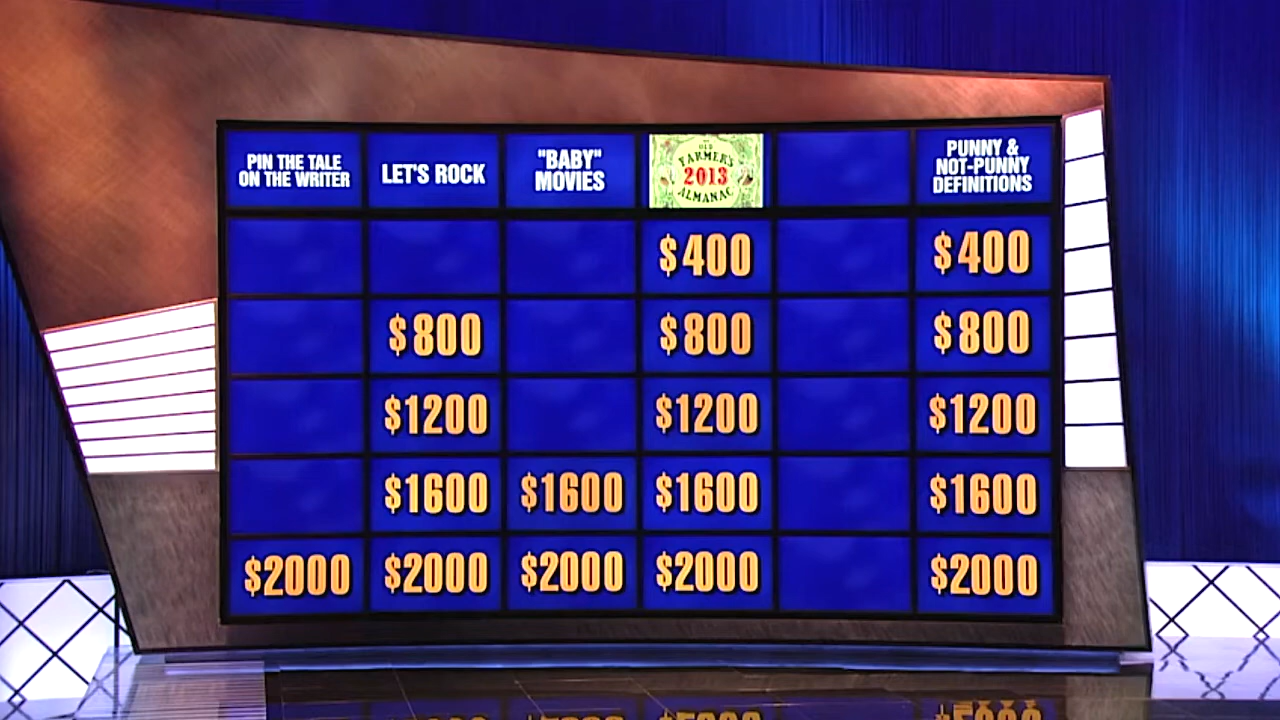 PIN THE TALE
ON THE WRITER
LET'S ROCK
"BABY"
MOVIES
OLD
FARMER'S
2013
ALMANAC
PUNNY &
NOT-PUNNY
DEFINITIONS
$400
$400
$800
$800
$800
$1200
$1200
$1200
$1600
$1600
$1600
$1600
$2000
$2000
$2000
$2000
$2000